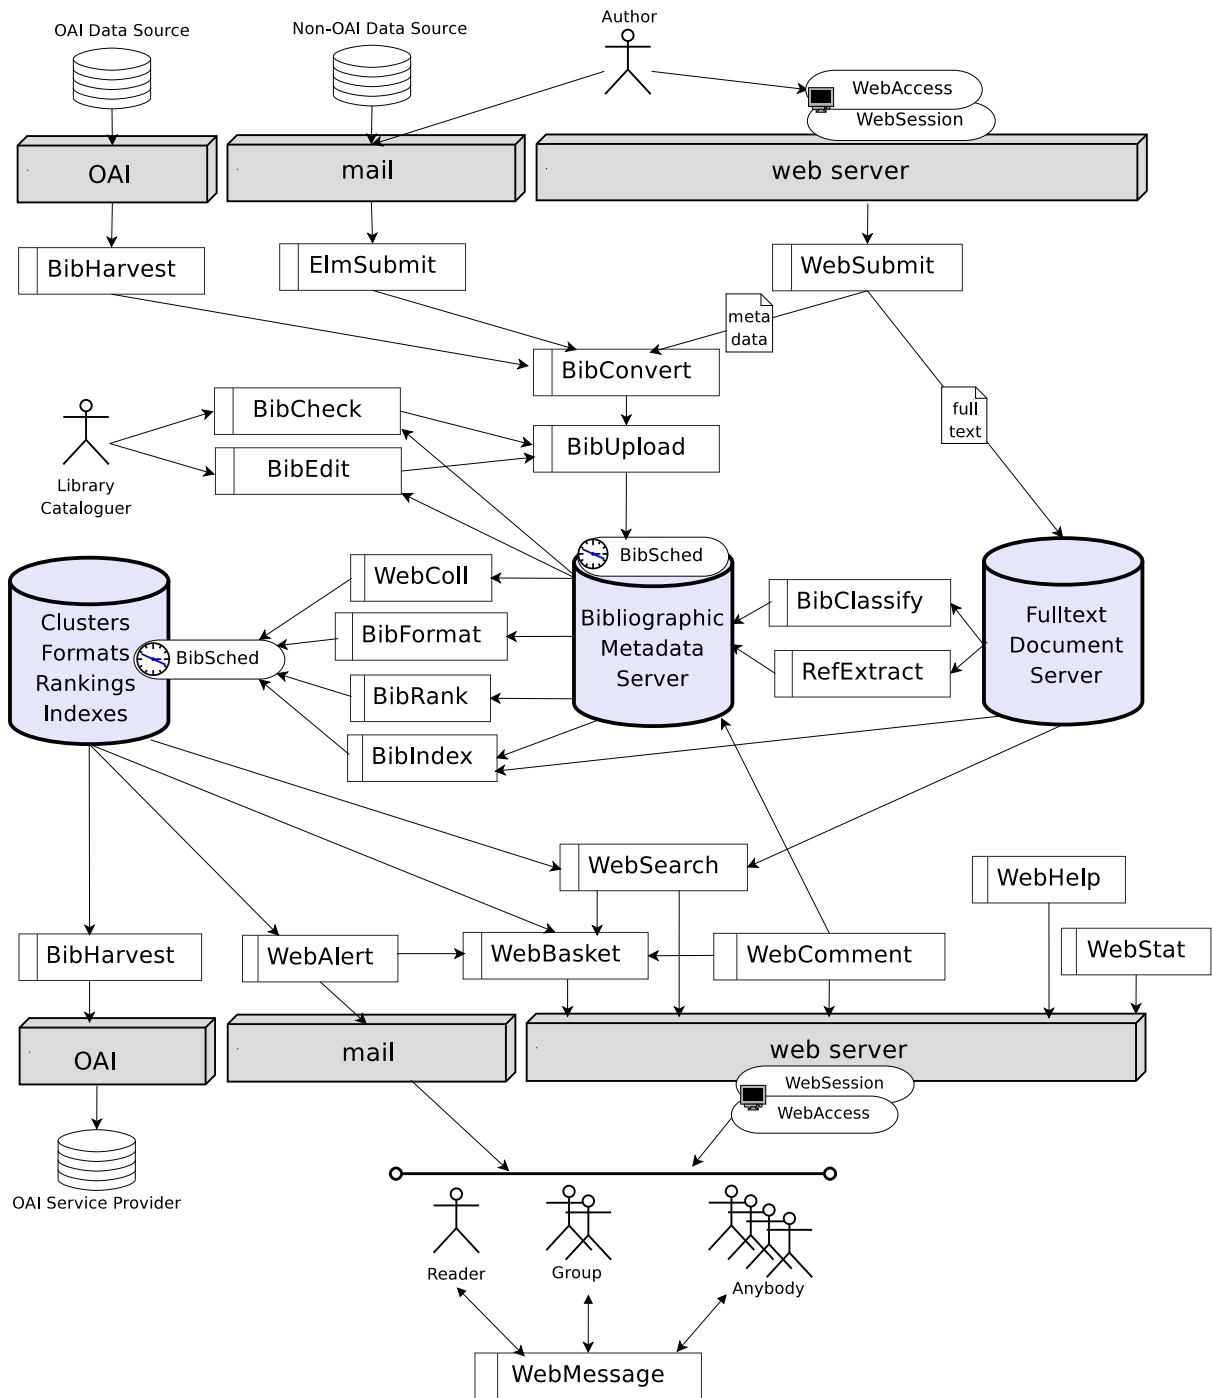 Author
OAI Data Source
Non-OAI Data Source
WebAccess
WebSession
OAI
mail
web server
BibHarvest
ElmSubmit
WebSubmit
meta
data
BibConvert
full
text
BibCheck
BibUpload
BibEdit
Library
Cataloguer
BibSched
WebColl
BibClassify
Clusters
Formats
Rankings
Indexes
BibSched
BibFormat
Bibliographic
Metadata
Server
Fulltext
Document
Server
RefExtract
BibRank
BibIndex
WebSearch
WebHelp
BibHarvest
WebAlert
WebBasket
WebComment
WebStat
OAI
mail
web server
WebSession
WebAccess
OAI Service Provider
Reader
Group
Anybody
WebMessage